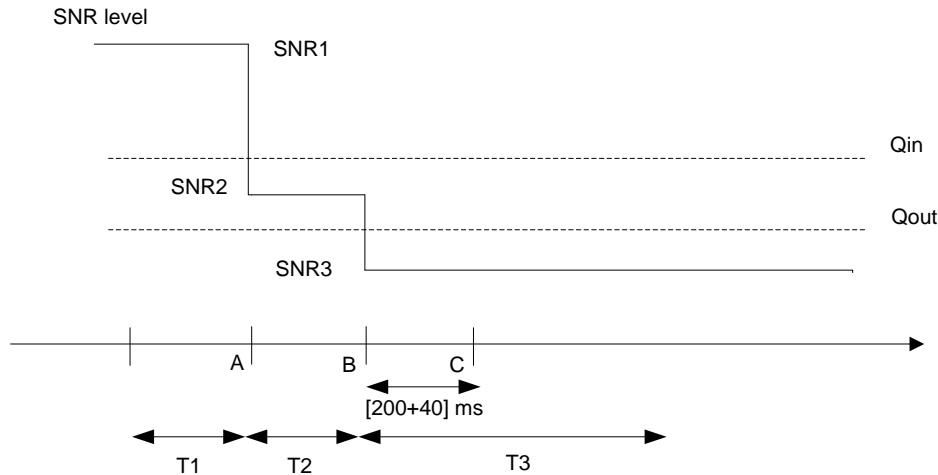 SNR level
SNR1
Qin
SNR2
Qout
SNR3
A
B
C
[200+40] ms
T1
T2
T3